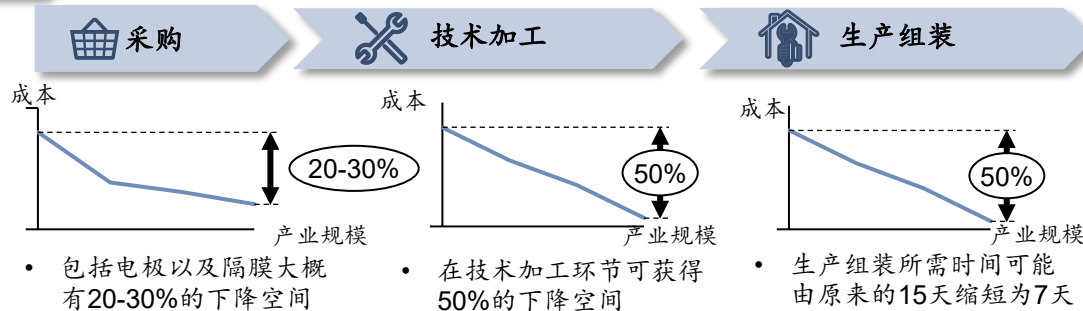 采购
技术加工
生产组装
成本
20-30%
产业规模
成本
50%
产业规模
成本
50%
产业规模
• 包括电极以及隔膜大概
有20-30%的下降空间
• 在技术加工环节可获得
50%的下降空间
• 生产组装所需时间可能
由原来的15天缩短为7天